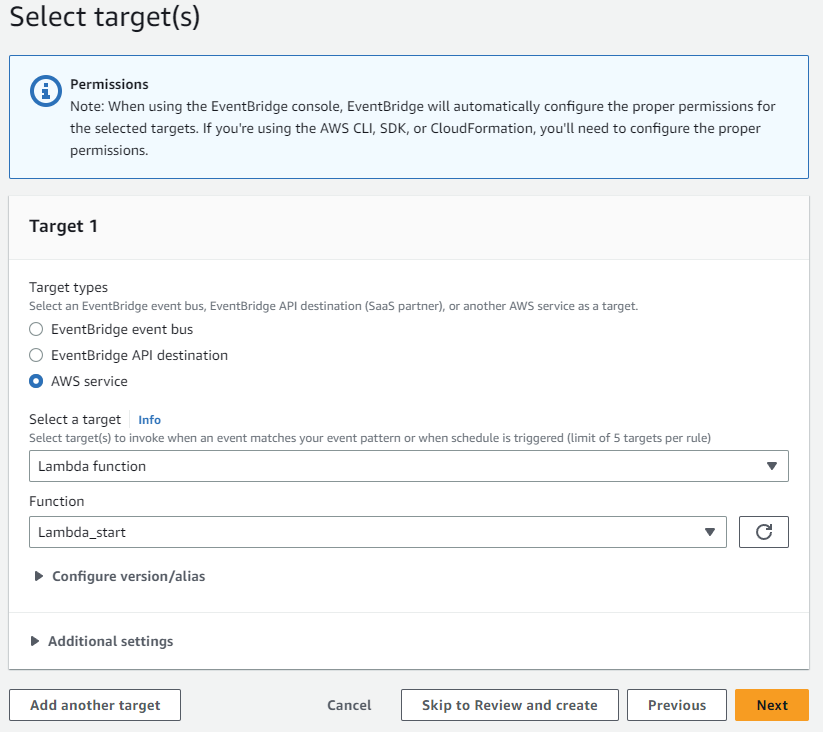 Select target(s)
Permissions
Note: When using the EventBridge console, EventBridge will automatically configure the proper permissions for
the selected targets. If you're using the AWS CLI, SDK, or CloudFormation, you'll need to configure the proper
permissions.
Target 1
Target types
Select an EventBridge event bus, EventBridge API destination (SaaS partner), or another AWS service as a target.
EventBridge event bus
EventBridge API destination
AWS service
Select a target Info
Select target(s) to invoke when an event matches your event pattern or when schedule is triggered (limit of 5 targets per rule)
Lambda function
Function
Lambda_start
Configure version/alias
Additional settings
Add another target Cancel Skip to Review and create Previous Next